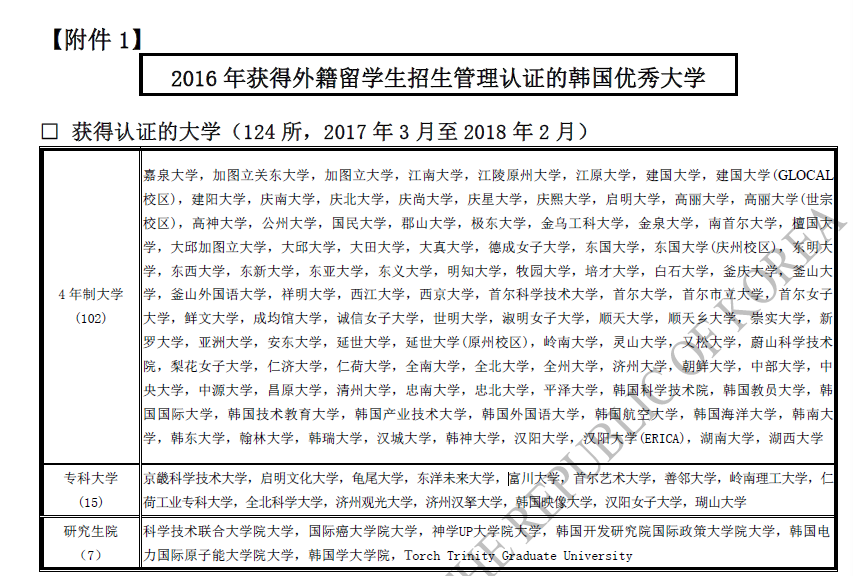 【附件 1】
2016 年获得外籍留学生招生管理认证的韩国优秀大学
□ 获得认证的大学（124 所，2017 年 3 月至 2018 年 2 月）
4 年制大学
(102)
嘉泉大学，加图立关东大学，加图立大学，江南大学，江陵原州大学，江原大学，建国大学，建国大学(GLOCAL
校区)，建阳大学，庆南大学，庆北大学，庆尚大学，庆星大学，庆熙大学，启明大学，高丽大学，高丽大学(世宗
校区)，高神大学，公州大学，国民大学，郡山大学，极东大学，金乌工科大学，金泉大学，南首尔大学，檀国大
学，大邱加图立大学，大邱大学，大田大学，大真大学，德成女子大学，东国大学，东国大学(庆州校区)，东明大
学，东西大学，东新大学，东亚大学，东义大学，明知大学，牧园大学，培才大学，白石大学，釜庆大学，釜山大
学，釜山外国语大学，祥明大学，西江大学，西京大学，首尔科学技术大学，首尔大学，首尔市立大学，首尔女子
大学，鲜文大学，成均馆大学，诚信女子大学，世明大学，淑明女子大学，顺天大学，顺天乡大学，崇实大学，新
罗大学，亚洲大学，安东大学，延世大学，延世大学(原州校区)，岭南大学，灵山大学，又松大学，蔚山科学技术
院，梨花女子大学，仁济大学，仁荷大学，全南大学，全北大学，全州大学，济州大学，朝鲜大学，中部大学，中
央大学，中源大学，昌原大学，清州大学，忠南大学，忠北大学，平泽大学，韩国科学技术院，韩国教员大学，韩
国国际大学，韩国技术教育大学，韩国产业技术大学，韩国外国语大学，韩国航空大学，韩国海洋大学，韩南大
学，韩东大学，翰林大学，韩瑞大学，汉城大学，韩神大学，汉阳大学，汉阳大学(ERICA)，湖南大学，湖西大学
专科大学
(15)
京畿科学技术大学，启明文化大学，龟尾大学，东洋未来大学，富川大学，首尔艺术大学，善邻大学，岭南理工大学，仁
荷工业专科大学，全北科学大学，济州观光大学，济州汉拏大学，韩国映像大学，汉阳女子大学，瑚山大学
研究生院
（7）
科学技术联合大学院大学，国际癌大学院大学，神学UP大学院大学，韩国开发研究院国际政策大学院大学，韩国电
力国际原子能大学院大学，韩国学大学院，Torch Trinity Graduate University
THE REPUBLIC OF KOREA